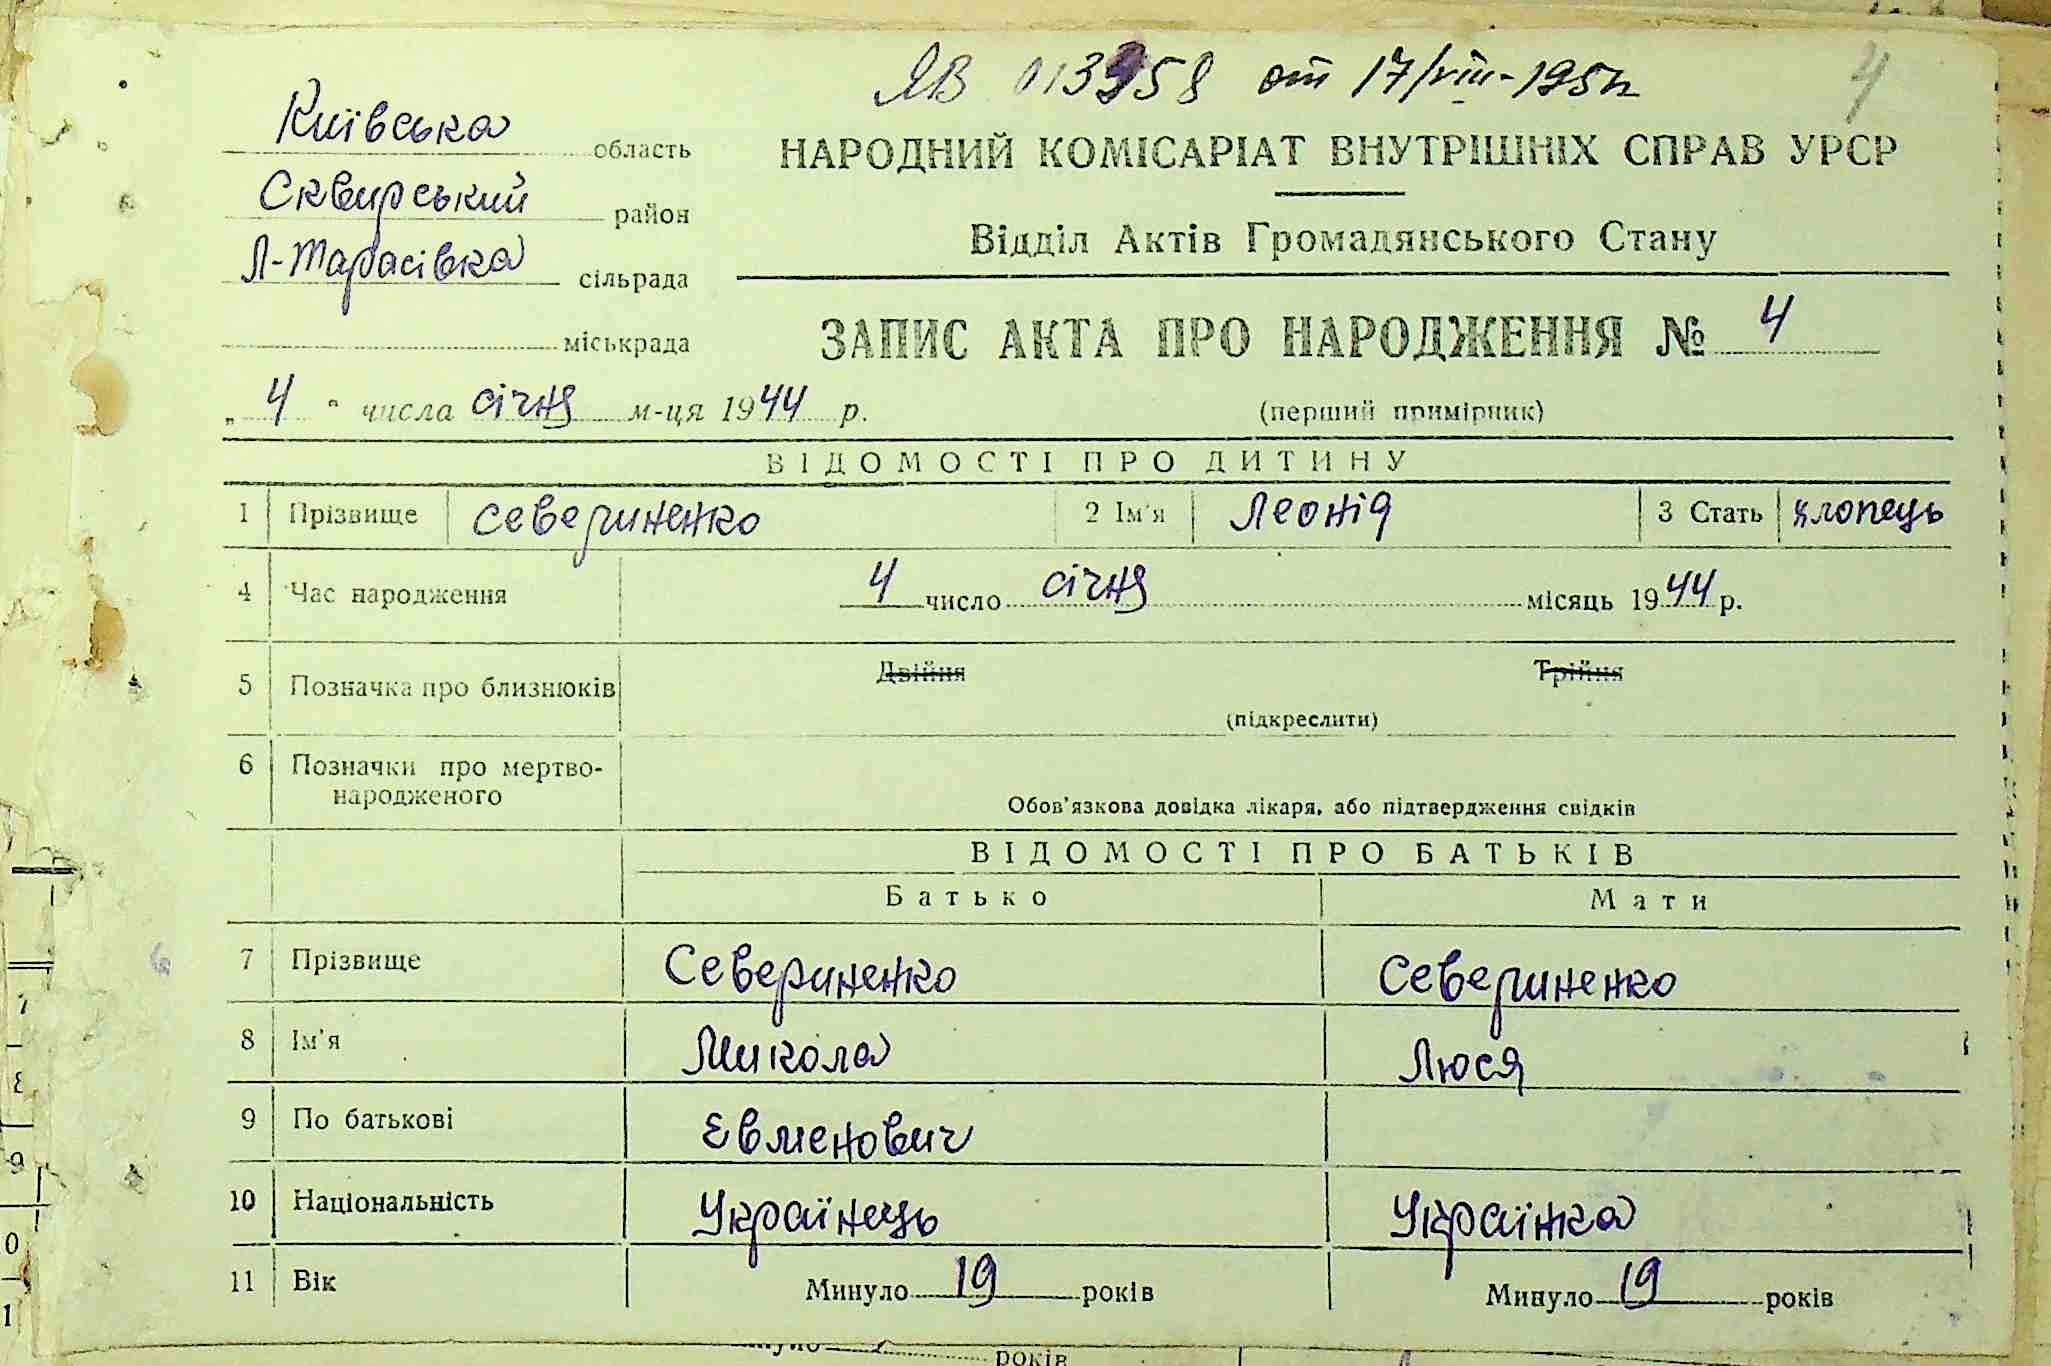 ЯВ 013958 от 17/VIII-195
4
Київська область
Сквирський район
Л-Тарасівка сільрада
міськрада
НАРОДНИЙ КОМІСАРІАТ ВНУТРІШНІХ СПРАВ УРСР
Відділ Актів Громадянського Стану
ЗАПИС АКТА ПРО НАРОДЖЕННЯ № 4
„4“ числа січня м-ця 1944 р.
(перший примірник)
ВІДОМОСТІ ПРО ДИТИНУ
1 Прізвище Севериненко 2 Ім'я Леонід 3 Стать хлопець
4 Час народження 4 число січня місяць 1944 р.
5 Позначка про близнюків Двійня Трійня
(підкреслити)
6 Позначки про мертво-
народженого
Обов'язкова довідка лікаря, або підтвердження свідків
ВІДОМОСТІ ПРО БАТЬКІВ
Батько Мати
7 Прізвище Севериненко Севериненко
8 Ім'я Микола Люся
9 По батькові Евменович
10 Національність Українець Українка
11 Вік Минуло 19 років Минуло 19 років
років